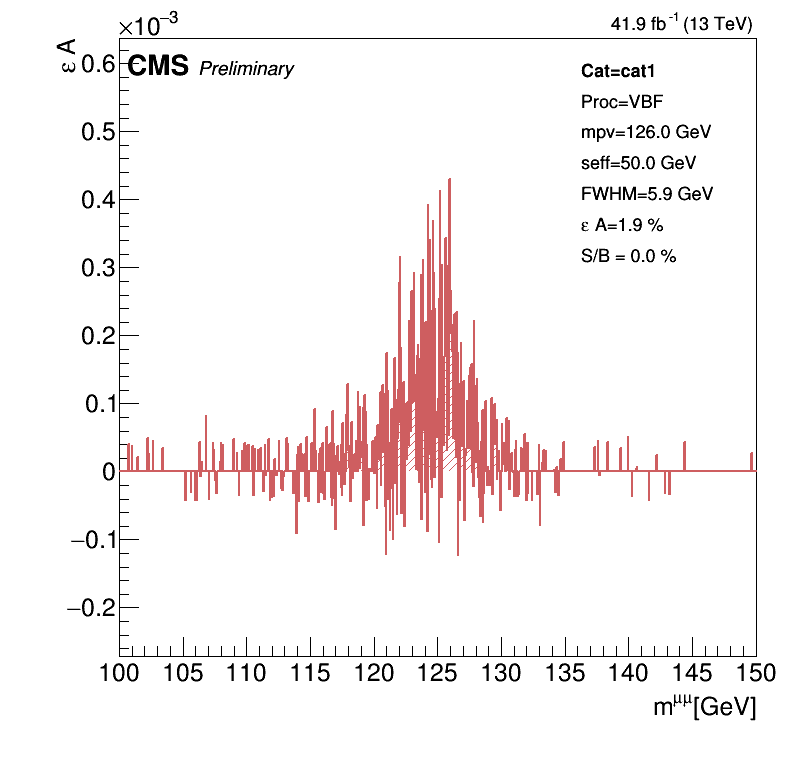 ×10⁻³
41.9 fb⁻¹ (13 TeV)
ε A
CMS Preliminary
Cat=cat1
Proc=VBF
mpv=126.0 GeV
seff=50.0 GeV
FWHM=5.9 GeV
ε A=1.9 %
S/B = 0.0 %
0.6
0.5
0.4
0.3
0.2
0.1
0
−0.1
−0.2
100 105 110 115 120 125 130 135 140 145 150
m^μμ[GeV]